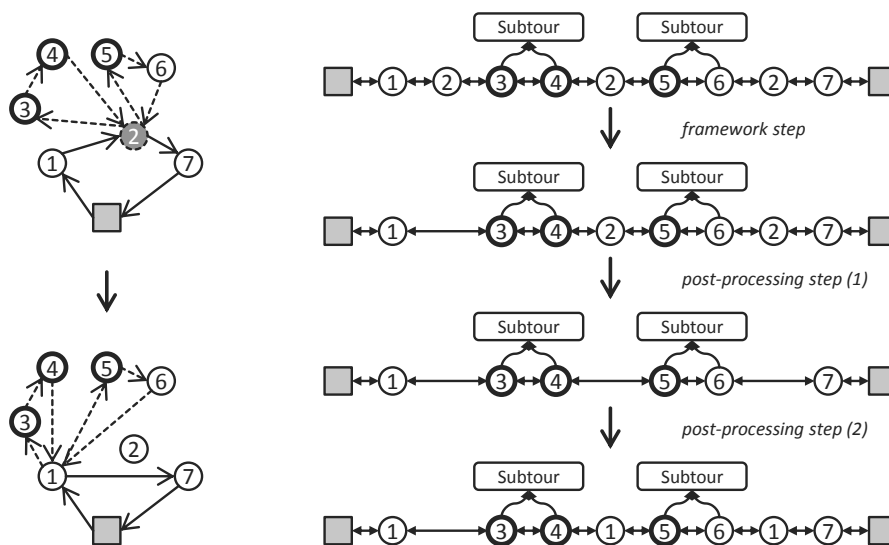 4 5 6
3
2
1 7
Subtour Subtour
1 2 3 4 2 5 6 2 7
framework step
Subtour Subtour
1 3 4 2 5 6 2 7
post-processing step (1)
Subtour Subtour
1 3 4 5 6 7
post-processing step (2)
Subtour Subtour
1 3 4 1 5 6 1 7
4 5 6
3
2
1 7